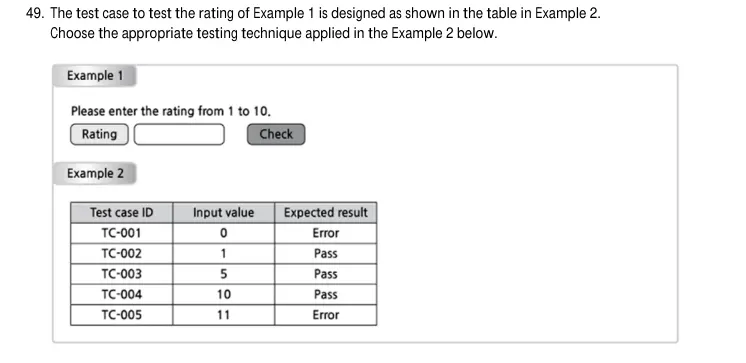 49. The test case to test the rating of Example 1 is designed as shown in the table in Example 2.
Choose the appropriate testing technique applied in the Example 2 below.
Example 1
Please enter the rating from 1 to 10.
Rating Check
Example 2
Test case ID Input value Expected result
TC-001 0 Error
TC-002 1 Pass
TC-003 5 Pass
TC-004 10 Pass
TC-005 11 Error